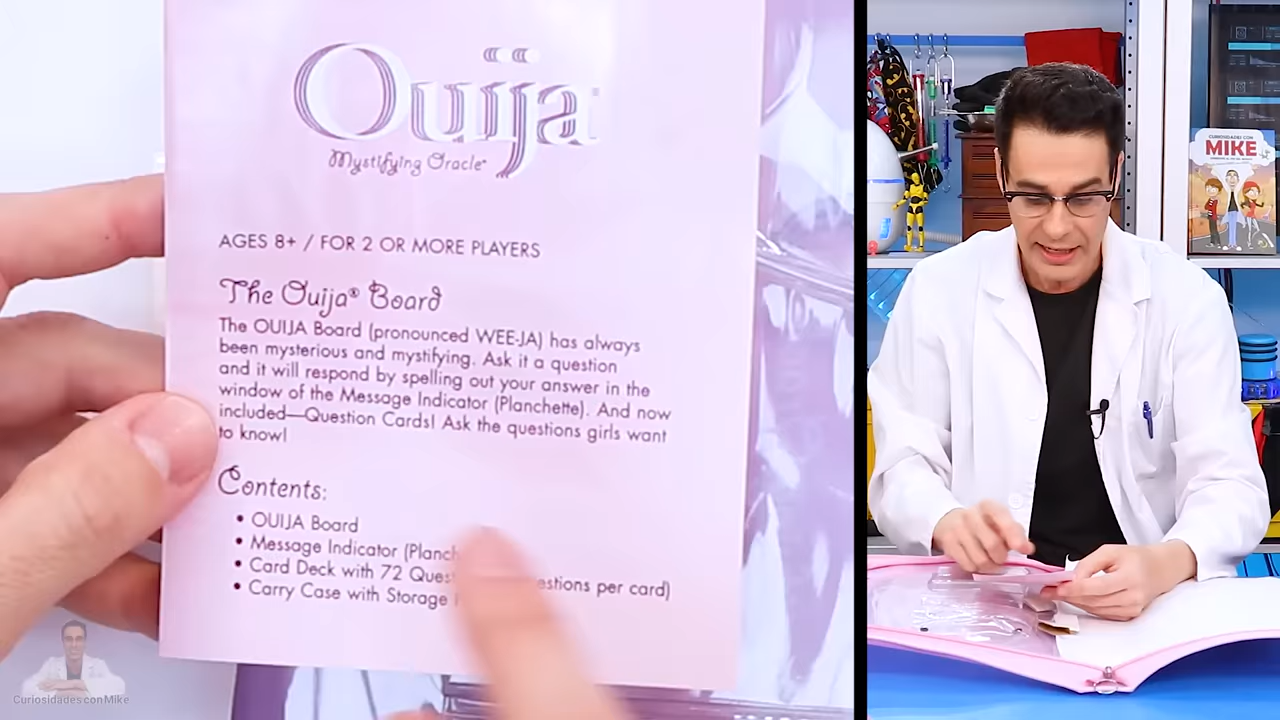 Ouija
Mystifying Oracle
AGES 8+ / FOR 2 OR MORE PLAYERS
The Ouija® Board
The OUIJA Board (pronounced WEE-JA) has always
been mysterious and mystifying. Ask it a question
and it will respond by spelling out your answer in the
window of the Message Indicator (Planchette). And now
included—Question Cards! Ask the questions girls want
to know!
Contents:
• OUIJA Board
• Message Indicator
• Card Deck with 72 per card)
• Carry Case with Storage
CuriosidadesconMike
CURIOSIDADES CON
MIKE